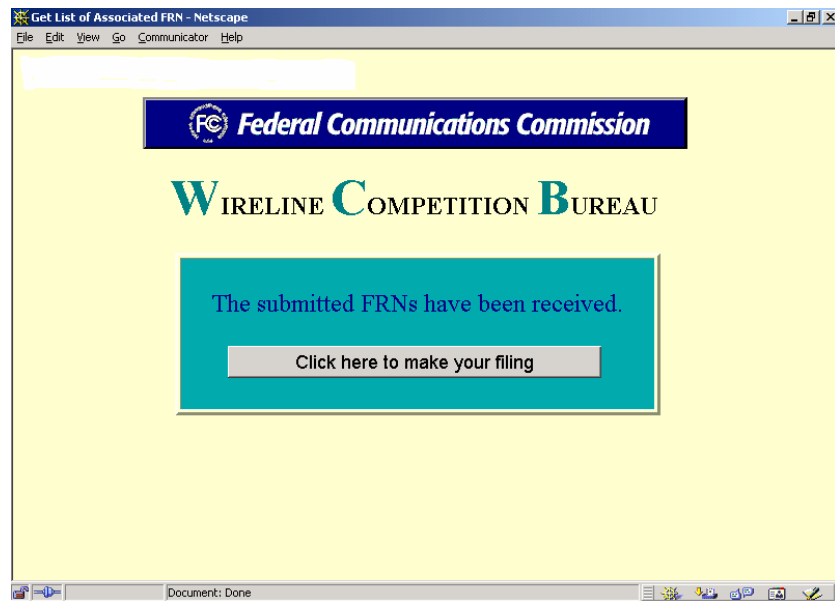 Get List of Associated FRN - Netscape
File Edit View Go Communicator Help
FCC Federal Communications Commission
WIRELINE COMPETITION BUREAU
The submitted FRNs have been received.
Click here to make your filing
Document: Done